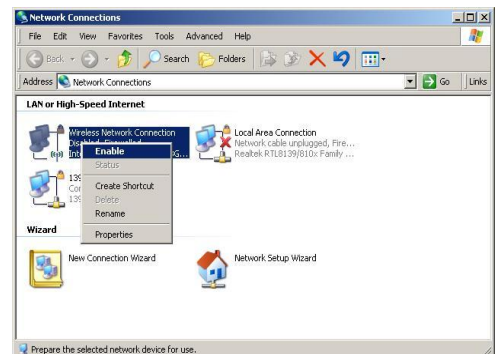 Network Connections
File Edit View Favorites Tools Advanced Help
Back Search Folders
Address Network Connections Go Links
LAN or High-Speed Internet
Wireless Network Connection
Disabled, Firewalled
Enable
Status
Create Shortcut
Delete
Rename
Properties
Local Area Connection
Network cable unplugged, Fire...
Realtek RTL8139/810x Family ...
139
Wizard
New Connection Wizard
Network Setup Wizard
Prepare the selected network device for use.